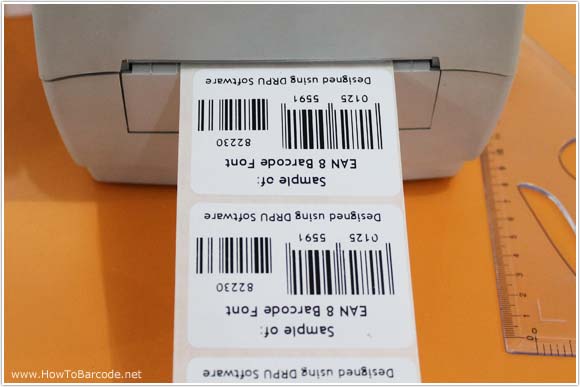 Designed using DRPU Software
Sample of:
EAN 8 Barcode Font
82230
0125 5591
Designed using DRPU Software
Sample of:
EAN 8 Barcode Font
82230
0125 5591
Designed using DRPU Software
www.HowToBarcode.net